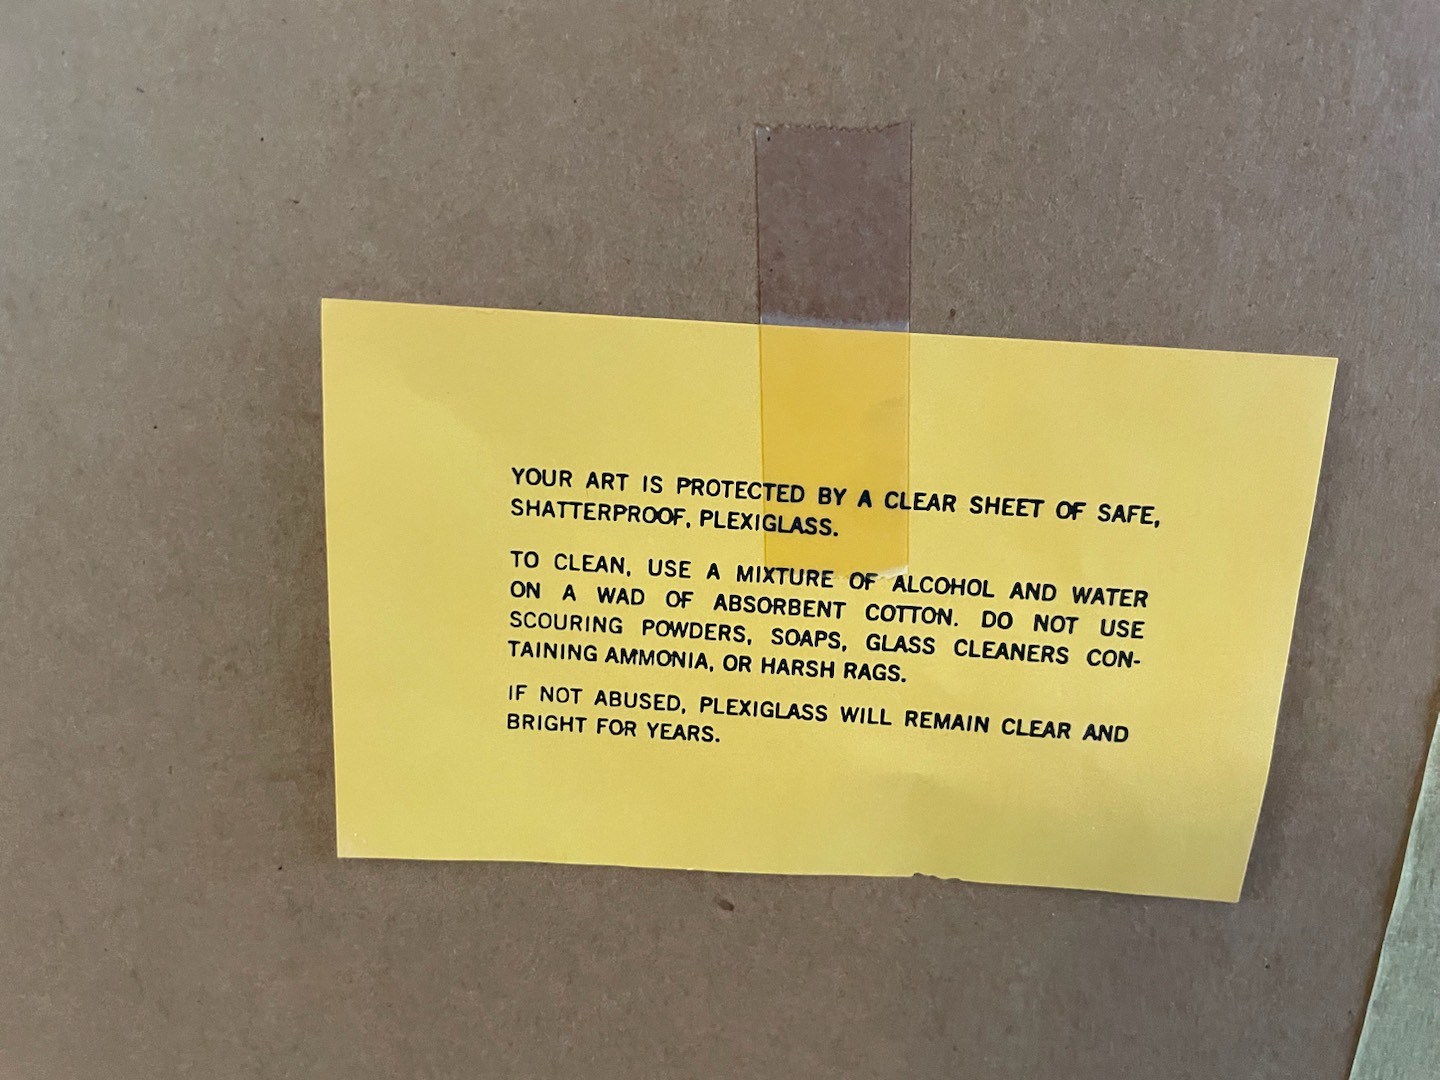 YOUR ART IS PROTECTED BY A CLEAR SHEET OF SAFE,
SHATTERPROOF, PLEXIGLASS.
TO CLEAN, USE A MIXTURE OF ALCOHOL AND WATER
ON A WAD OF ABSORBENT COTTON. DO NOT USE
SCOURING POWDERS, SOAPS, GLASS CLEANERS CON-
TAINING AMMONIA, OR HARSH RAGS.
IF NOT ABUSED, PLEXIGLASS WILL REMAIN CLEAR AND
BRIGHT FOR YEARS.